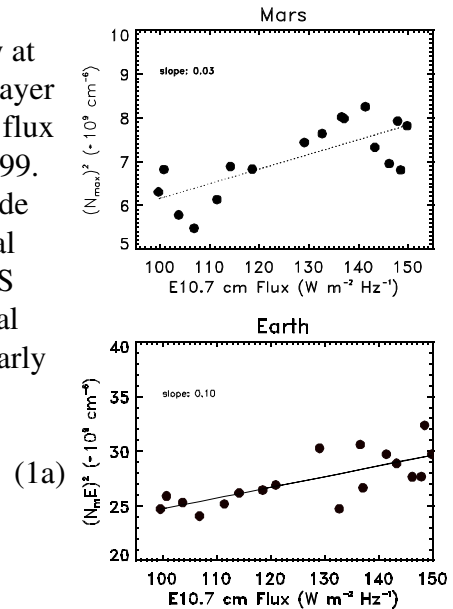 y at
ayer
flux
99.
de
al
S
al
arly
(1a)
Mars
slope: 0.03
(N_max)² (·10⁹ cm⁻⁶)
10
9
8
7
6
5
100 110 120 130 140 150
E10.7 cm Flux (W m⁻² Hz⁻¹)
Earth
slope: 0.10
(N_mE)² (·10⁹ cm⁻⁶)
40
35
30
25
20
100 110 120 130 140 150
E10.7 cm Flux (W m⁻² Hz⁻¹)